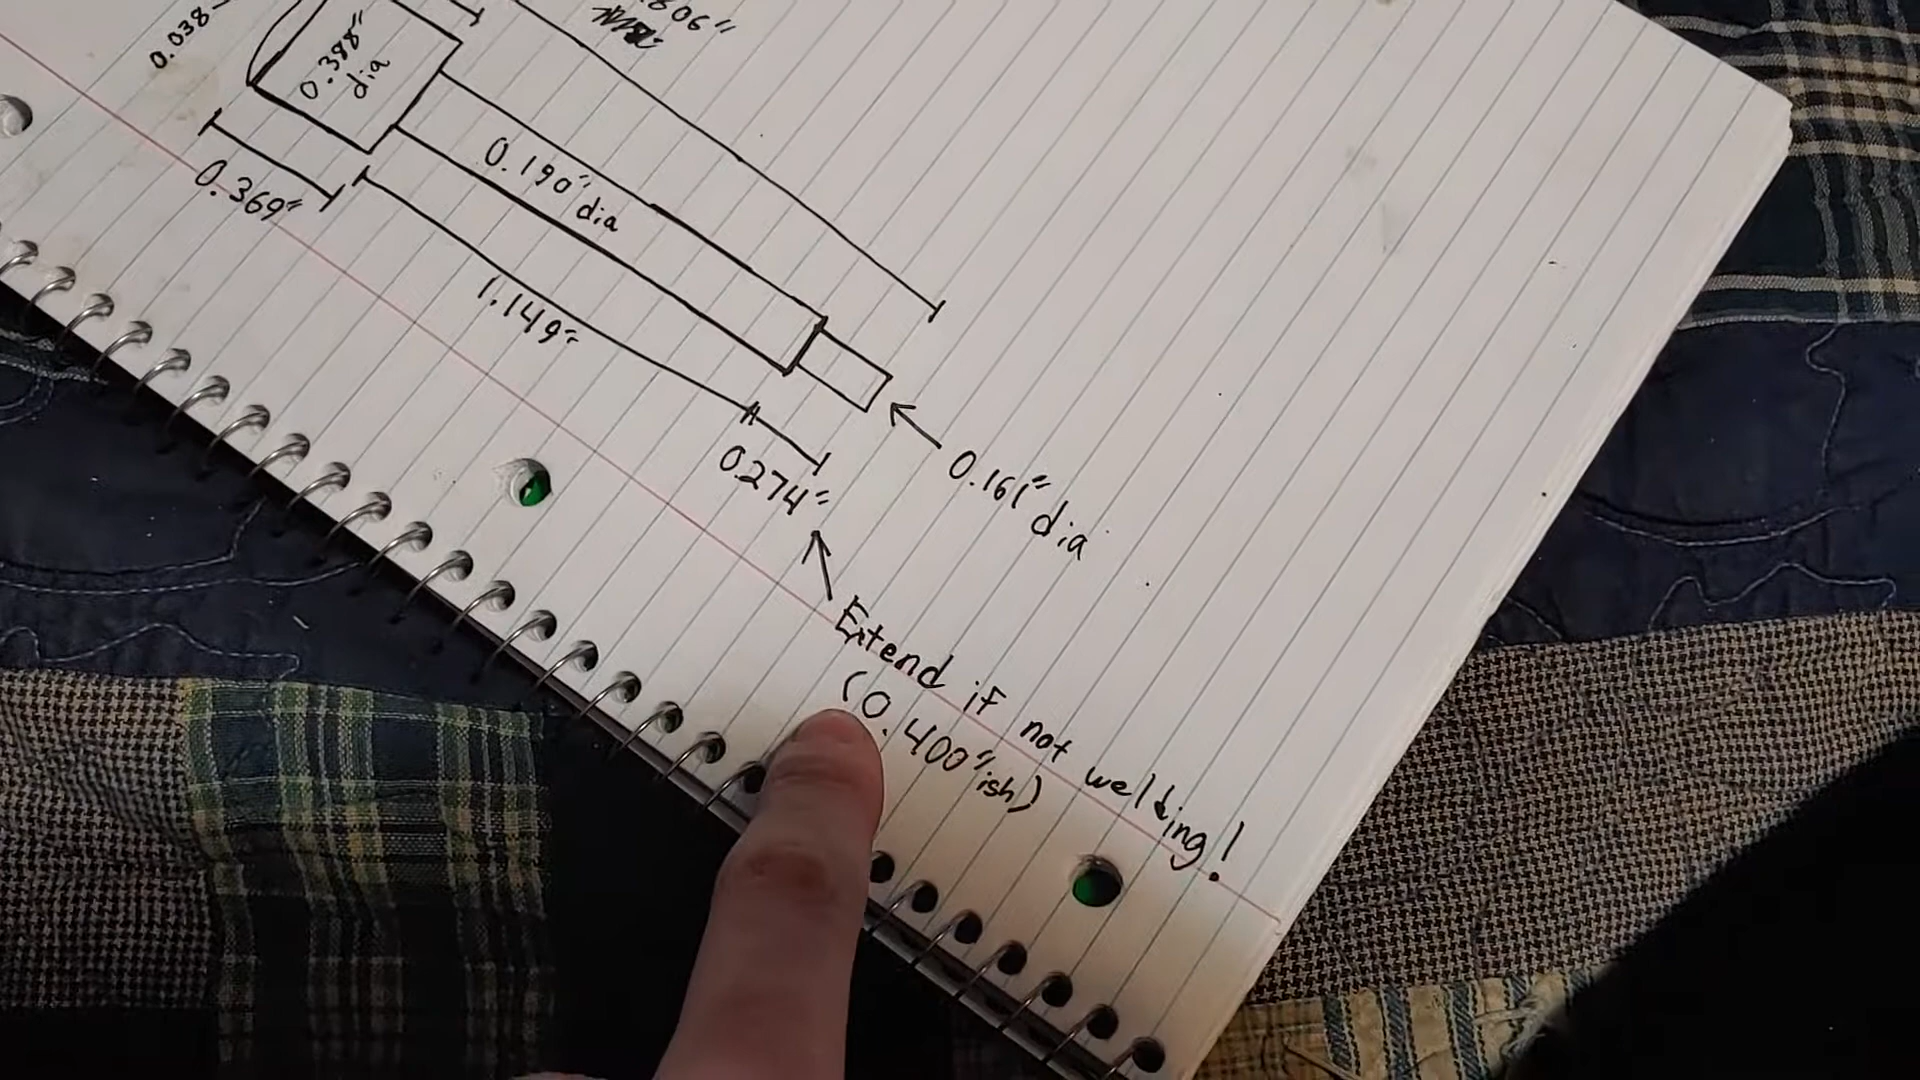 0.038
806"
0.388"
dia
0.369"
0.190" dia
1.149"
0.274"
0.161" dia
Extend if not welding!
(0.400"ish)